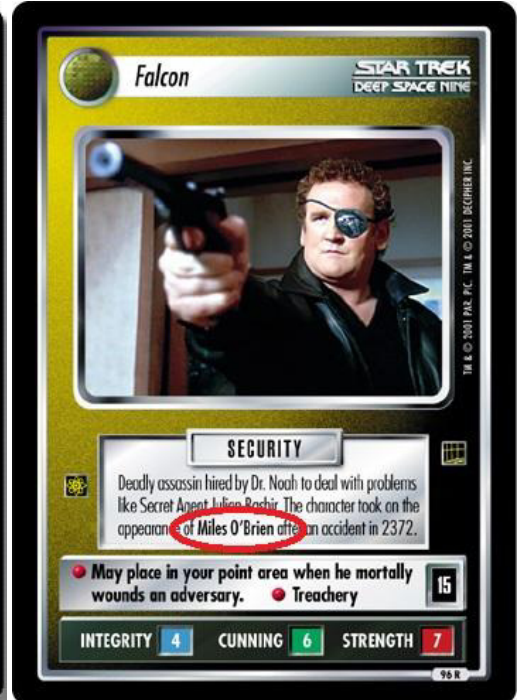 Falcon
STAR TREK
DEEP SPACE NINE
TM & © 2001 PAR. PIC. TM & © 2001 DECIPHER INC.
SECURITY
Deadly assassin hired by Dr. Noah to deal with problems
like Secret Agent Julien Bashir. The character took on the
appearance of Miles O'Brien after an accident in 2372.
May place in your point area when he mortally
wounds an adversary. Treachery
15
INTEGRITY 4 CUNNING 6 STRENGTH 7
96 R